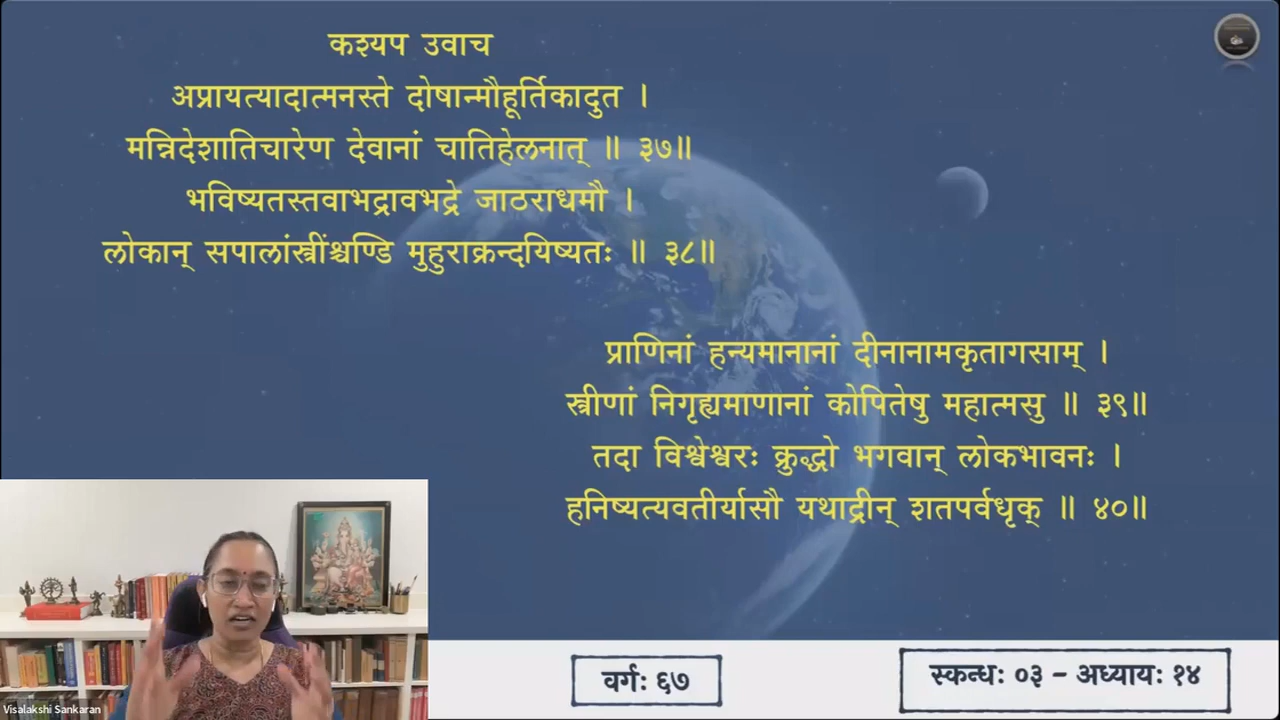 कश्यप उवाच
अप्रायत्यादात्मनस्ते दोषान्मौहूर्तिकादुत ।
मन्निदेशातिचारेण देवानां चातिहेलनात् ॥ ३७॥
भविष्यतस्तवाभद्रावभद्रे जाठराधमौ ।
लोकान् सपालांस्त्रींश्चण्डि मुहुराक्रन्दयिष्यतः ॥ ३८॥
प्राणिनां हन्यमानानां दीनानामकृतागसाम् ।
स्त्रीणां निगृह्यमाणानां कोपितेषु महात्मसु ॥ ३९॥
तदा विश्वेश्वरः क्रुद्धो भगवान् लोकभावनः ।
हनिष्यत्यवतीर्यासौ यथाद्रीन् शतपर्वधृक् ॥ ४०॥
Visalakshi Sankaran
वर्गः ६७
स्कन्धः ०३ – अध्यायः १४